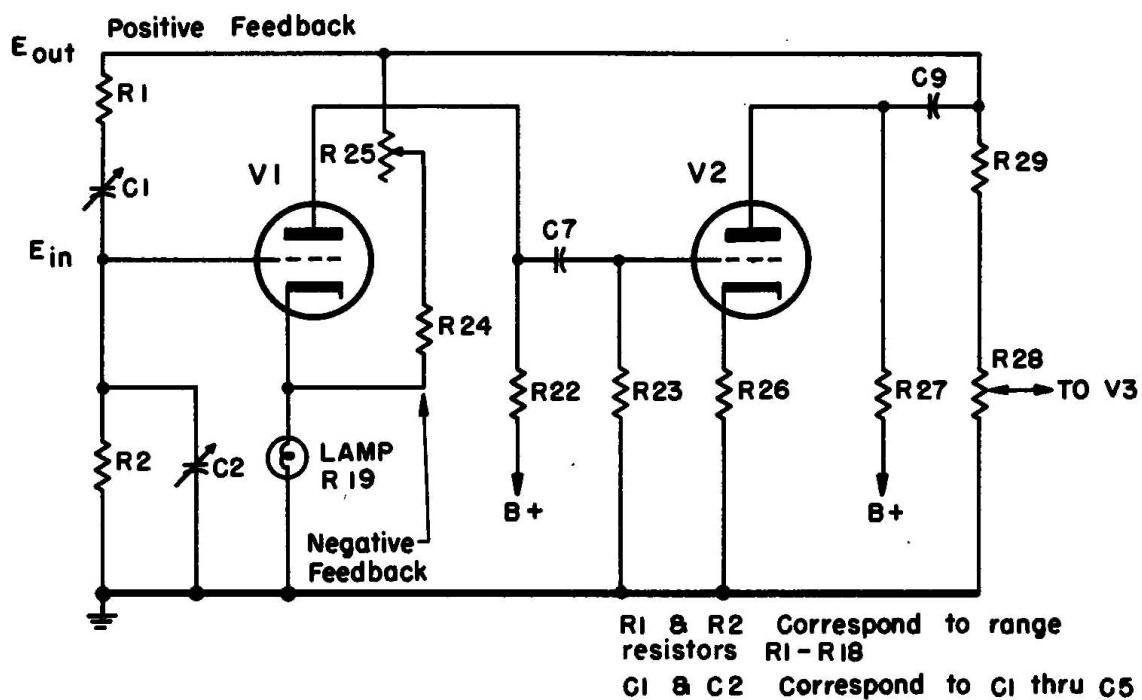 Positive Feedback
E out
R1
C9
R25
R29
V1
V2
C1
C7
E in
R24
R28
R22
R23
R26
R27
TO V3
R2
C2
LAMP
R19
B+
B+
Negative
Feedback
R1 & R2 Correspond to range
resistors R1-R18
C1 & C2 Correspond to C1 thru C5